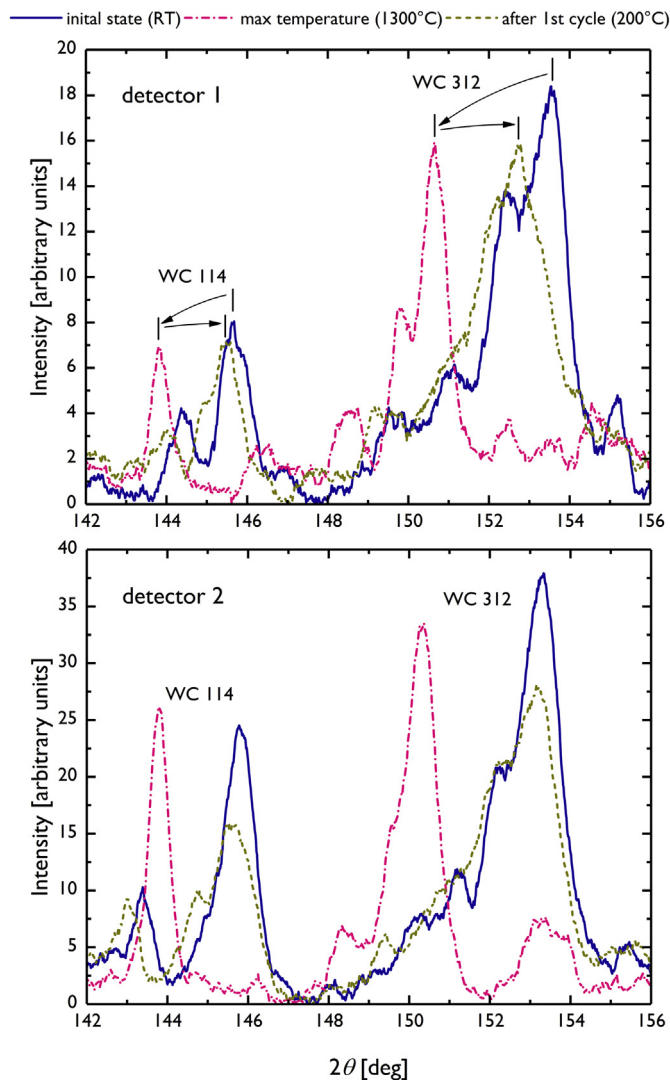 inital state (RT) max temperature (1300°C) after 1st cycle (200°C)
detector 1
WC 312
WC 114
Intensity [arbitrary units]
20
18
16
14
12
10
8
6
4
2
0
142 144 146 148 150 152 154 156
detector 2
WC 312
WC 114
Intensity [arbitrary units]
40
35
30
25
20
15
10
5
0
142 144 146 148 150 152 154 156
2θ [deg]